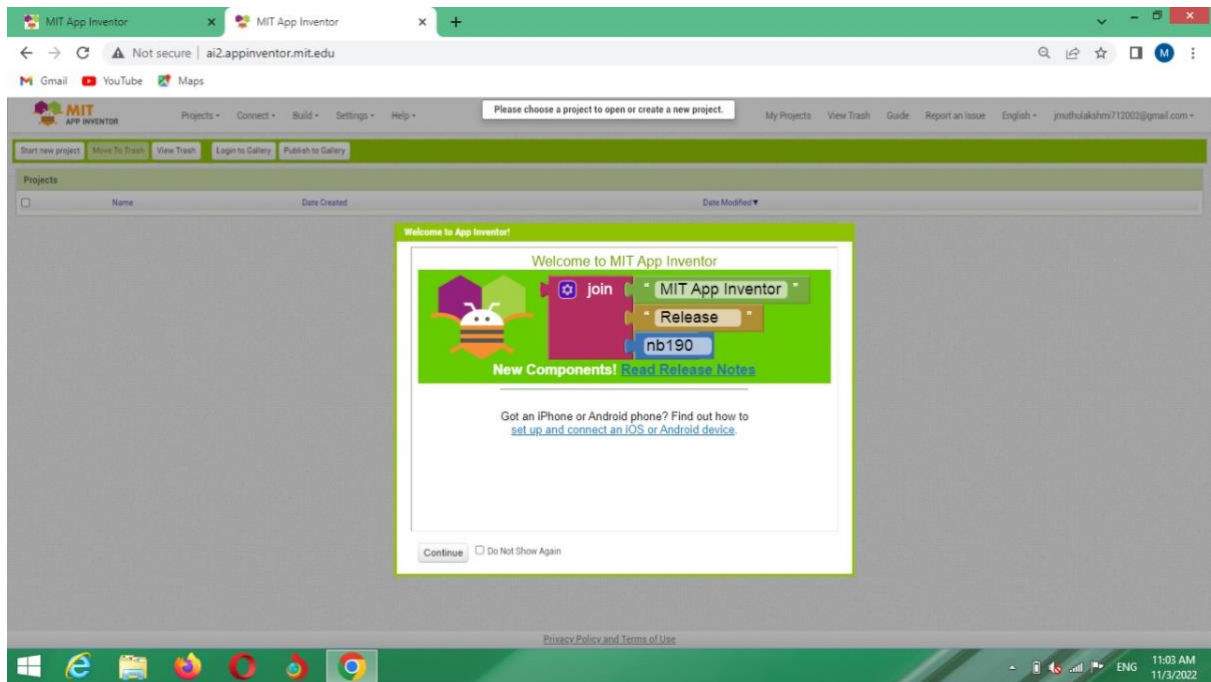 MIT App Inventor
MIT App Inventor
Not secure | ai2.appinventor.mit.edu
M
Gmail YouTube Maps
MIT
APP INVENTOR
Projects Connect Build Settings Help
Please choose a project to open or create a new project.
My Projects View Trash Guide Report an Issue English jmuthulakshmi712002@gmail.com
Start new project Move To Trash View Trash Login to Gallery Publish to Gallery
Projects
Name Date Created Date Modified▼
Welcome to App Inventor!
Welcome to MIT App Inventor
join " MIT App Inventor "
" Release "
nb190
New Components! Read Release Notes
Got an iPhone or Android phone? Find out how to
set up and connect an iOS or Android device.
Continue Do Not Show Again
Privacy Policy and Terms of Use
ENG 11:03 AM
11/3/2022